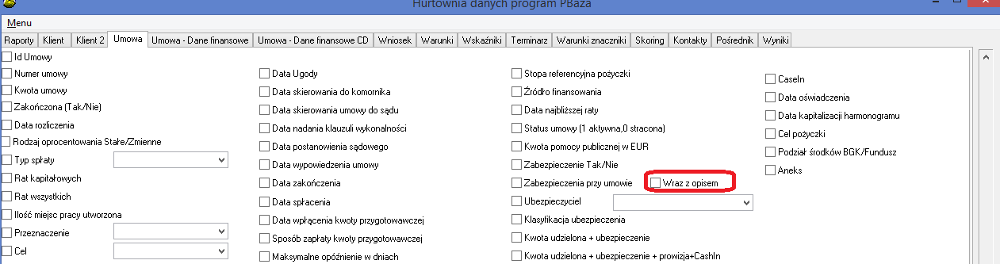 Hurtownia danych program PBaza
Menu
Raporty Klient Klient 2 Umowa Umowa - Dane finansowe Umowa - Dane finansowe CD Wniosek Warunki Wskaźniki Terminarz Warunki znaczniki Skoring Kontakty Pośrednik Wyniki
Id Umowy
Numer umowy
Kwota umowy
Zakończona (Tak/Nie)
Data rozliczenia
Rodzaj oprocentowania Stałe/Zmienne
Typ spłaty
Rat kapitałowych
Rat wszystkich
Ilość miejsc pracy utworzona
Przeznaczenie
Cel
Data Ugody
Data skierowania do komornika
Data skierowania umowy do sądu
Data nadania klauzuli wykonalności
Data postanowienia sądowego
Data wypowiedzenia umowy
Data zakończenia
Data spłacenia
Data wpłącenia kwoty przygotowawczej
Sposób zapłaty kwoty przygotowawczej
Maksymalne opóźnienie w dniach
Stopa referencyjna pożyczki
Źródło finansowania
Data najbliższej raty
Status umowy (1 aktywna,0 stracona)
Kwota pomocy publicznej w EUR
Zabezpieczenie Tak/Nie
Zabezpieczenia przy umowie Wraz z opisem
Ubezpieczyciel
Klasyfikacja ubezpieczenia
Kwota udzielona + ubezpieczenie
Kwota udzielona + ubezpieczenie + prowizja+CashIn
CaseIn
Data oświadczenia
Data kapitalizacji harmonogramu
Cel pożyczki
Podział środków BGK/Fundusz
Aneks